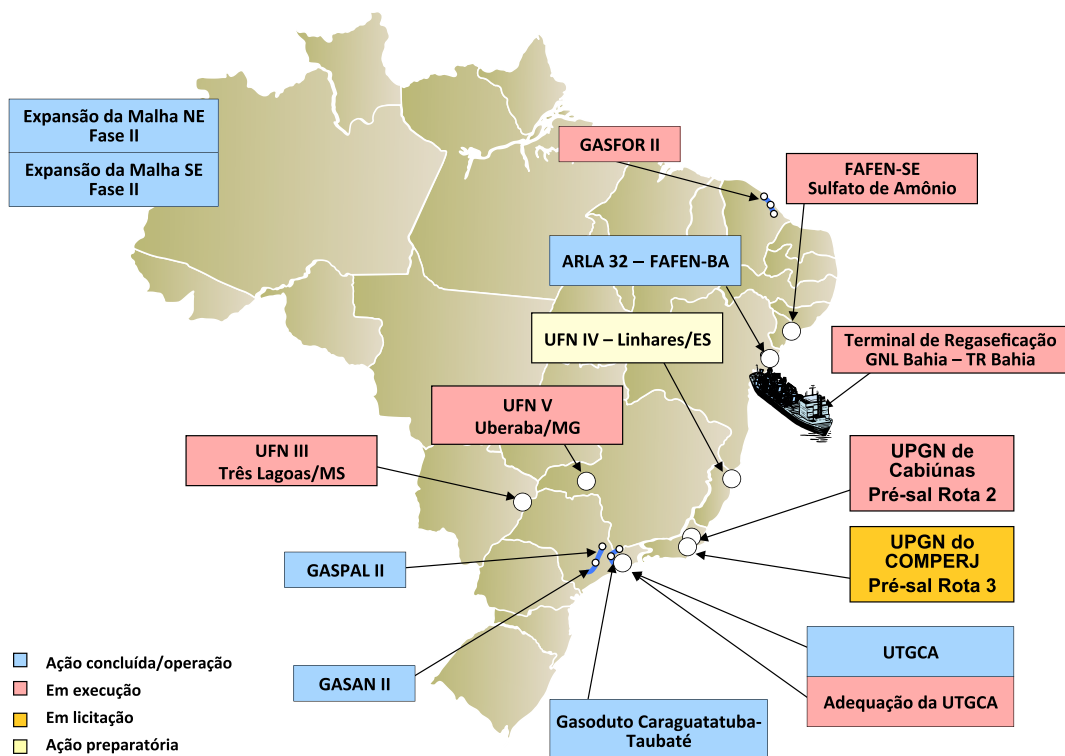 Expansão da Malha NE
Fase II
Expansão da Malha SE
Fase II
GASFOR II
FAFEN-SE
Sulfato de Amônio
ARLA 32 – FAFEN-BA
UFN IV – Linhares/ES
Terminal de Regaseficação
GNL Bahia – TR Bahia
UFN V
Uberaba/MG
UFN III
Três Lagoas/MS
UPGN de
Cabiúnas
Pré-sal Rota 2
UPGN do
COMPERJ
Pré-sal Rota 3
GASPAL II
UTGCA
Adequação da UTGCA
GASAN II
Gasoduto Caraguatatuba-
Taubaté
Ação concluída/operação
Em execução
Em licitação
Ação preparatória